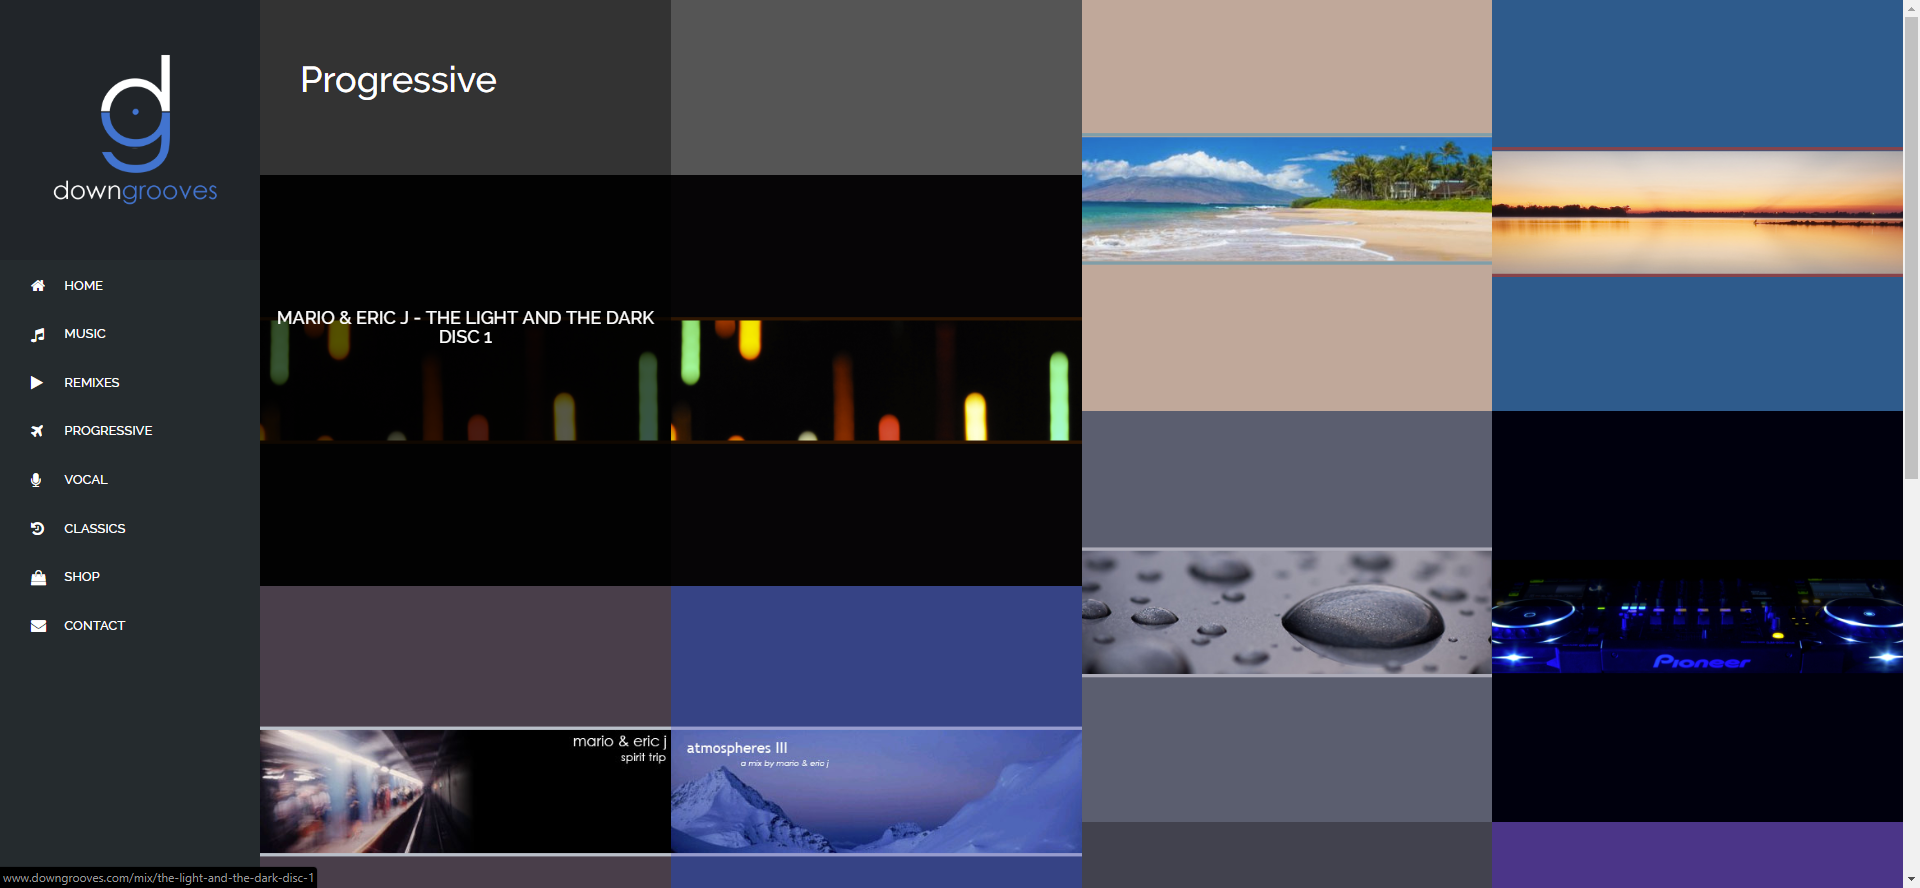 downgrooves
HOME
MUSIC
REMIXES
PROGRESSIVE
VOCAL
CLASSICS
SHOP
CONTACT
Progressive
MARIO & ERIC J - THE LIGHT AND THE DARK
DISC 1
mario & eric j
spirit trip
atmospheres III
a mix by mario & eric j
Pioneer
www.downgrooves.com/mix/the-light-and-the-dark-disc-1